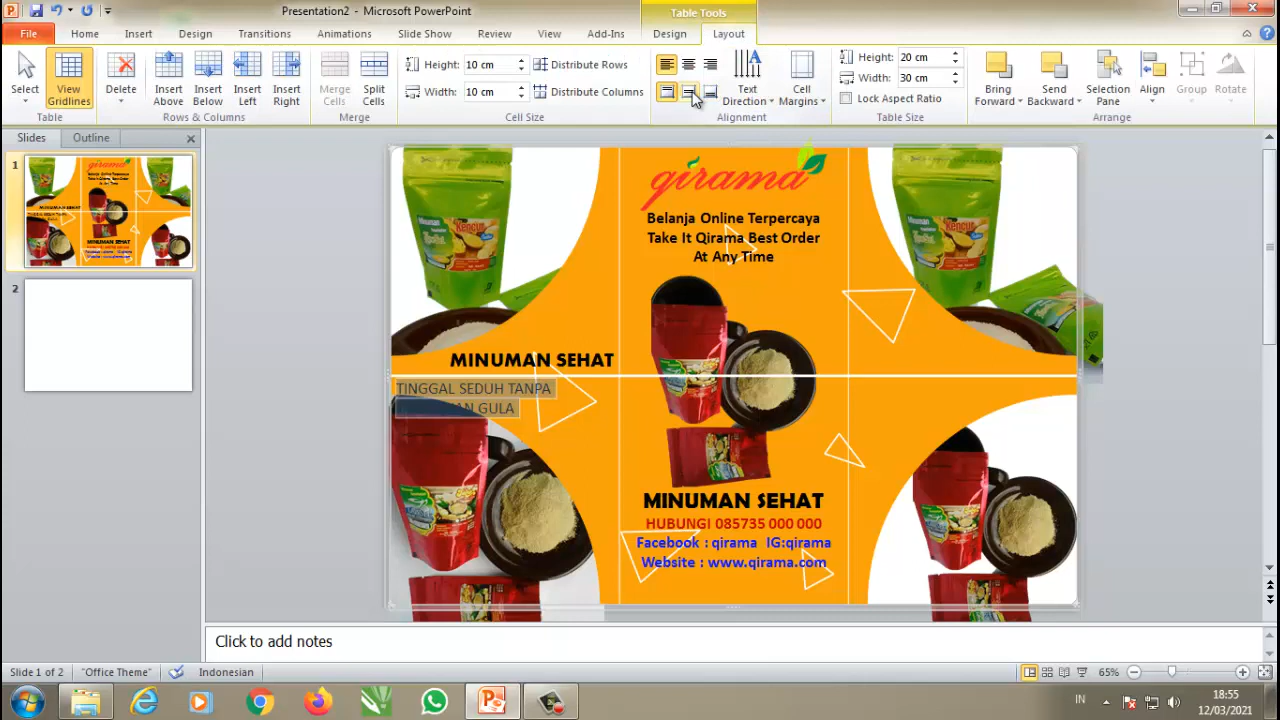 Presentation2 - Microsoft PowerPoint
Table Tools
File
Home
Insert
Design
Transitions
Animations
Slide Show
Review
View
Add-Ins
Design
Layout
Select
View Gridlines
Delete
Insert Above
Insert Below
Insert Left
Insert Right
Merge Cells
Split Cells
Height: 10 cm
Width: 10 cm
Distribute Rows
Distribute Columns
Text Direction
Cell Margins
Height: 20 cm
Width: 30 cm
Lock Aspect Ratio
Bring Forward
Send Backward
Selection Pane
Align
Group
Rotate
Table
Rows & Columns
Merge
Cell Size
Alignment
Table Size
Arrange
Slides
Outline
1
2
qirama
Belanja Online Terpercaya
Take It Qirama Best Order
At Any Time
Kencur
MINUMAN SEHAT
TINGGAL SEDUH TANPA
GULA
MINUMAN SEHAT
HUBUNGI 085735 000 000
Facebook : qirama IG:qirama
Website : www.qirama.com
Click to add notes
Slide 1 of 2
"Office Theme"
Indonesian
65%
IN
18:55
12/03/2021